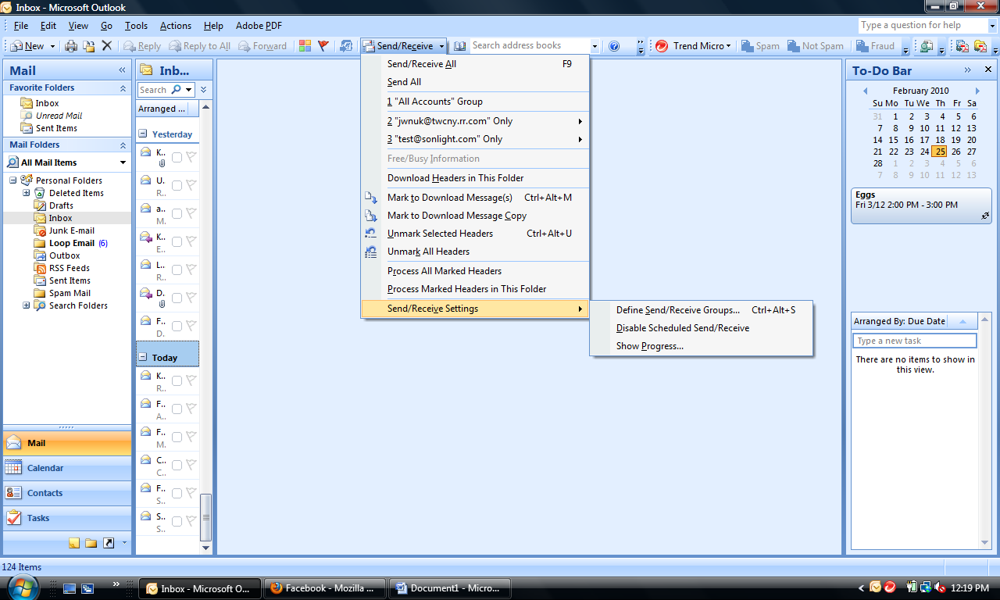 Inbox - Microsoft Outlook
File Edit View Go Tools Actions Help Adobe PDF
Type a question for help
New Reply Reply to All Forward Send/Receive Search address books Trend Micro Spam Not Spam Fraud
Mail
Favorite Folders
Inbox
Unread Mail
Sent Items
Mail Folders
All Mail Items
Personal Folders
Deleted Items
Drafts
Inbox
Junk E-mail
Loop Email (6)
Outbox
RSS Feeds
Sent Items
Spam Mail
Search Folders
Mail
Calendar
Contacts
Tasks
Inb...
Search
Arranged ...
Yesterday
K...
U.
R...
a...
M.
K...
E...
L...
R...
D.
F...
D.
Today
K...
R...
F...
A...
F...
M.
C...
C...
F...
S...
S...
S...
Send/Receive All F9
Send All
1 "All Accounts" Group
2 "jwnuk@twcny.rr.com" Only
3 "test@sonlight.com" Only
Free/Busy Information
Download Headers in This Folder
Mark to Download Message(s) Ctrl+Alt+M
Mark to Download Message Copy
Unmark Selected Headers Ctrl+Alt+U
Unmark All Headers
Process All Marked Headers
Process Marked Headers in This Folder
Send/Receive Settings
Define Send/Receive Groups... Ctrl+Alt+S
Disable Scheduled Send/Receive
Show Progress...
To-Do Bar
February 2010
Su Mo Tu We Th Fr Sa
31 1 2 3 4 5 6
7 8 9 10 11 12 13
14 15 16 17 18 19 20
21 22 23 24 25 26 27
28 1 2 3 4 5 6
7 8 9 10 11 12 13
Eggs
Fri 3/12 2:00 PM - 3:00 PM
Arranged By: Due Date
Type a new task
There are no items to show in
this view.
124 Items
Inbox - Microsoft O... Facebook - Mozilla ... Document1 - Micro... 12:19 PM